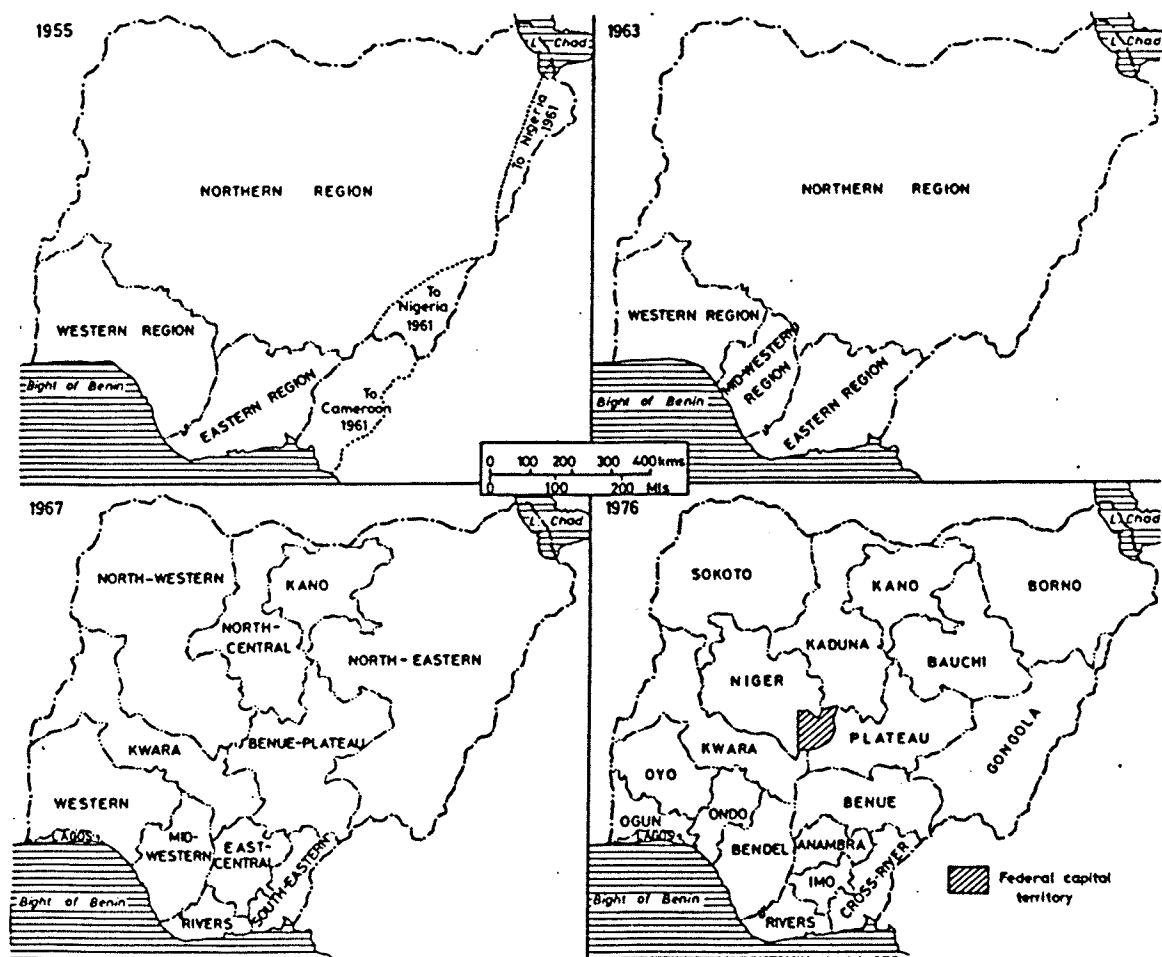 1955
L. Chad
To Nigeria
1961
NORTHERN REGION
To
Nigeria
1961
WESTERN REGION
Bight of Benin
EASTERN REGION
To
Cameroon
1961
1963
L. Chad
NORTHERN REGION
WESTERN REGION
MID-WESTERN
REGION
Bight of Benin
EASTERN REGION
0 100 200 300 400kms
0 100 200 Mls
1967
L. Chad
NORTH-WESTERN
KANO
NORTH-
CENTRAL
NORTH-EASTERN
KWARA
BENUE-PLATEAU
WESTERN
LAGOS
MID-
WESTERN
EAST-
CENTRAL
SOUTH-EASTERN
Bight of Benin
RIVERS
1976
L. Chad
SOKOTO
KANO
BORNO
KADUNA
BAUCHI
NIGER
PLATEAU
GONGOLA
KWARA
OYO
BENUE
ONDO
OGUN
LAGOS
BENDEL
ANAMBRA
IMO
CROSS-RIVER
Bight of Benin
RIVERS
Federal capital
territory